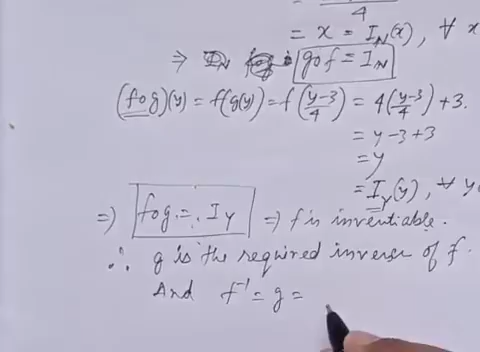 4
= x = I_N(x), ∀ x
⇒ gof = I_N
(fog)(y) = f(g(y)) = f((y-3)/4) = 4((y-3)/4) + 3.
= y - 3 + 3
= y
= I_Y(y), ∀ y
⇒ fog = I_Y ⇒ f is invertiable.
∴ g is the required inverse of f.
And f⁻¹ = g =